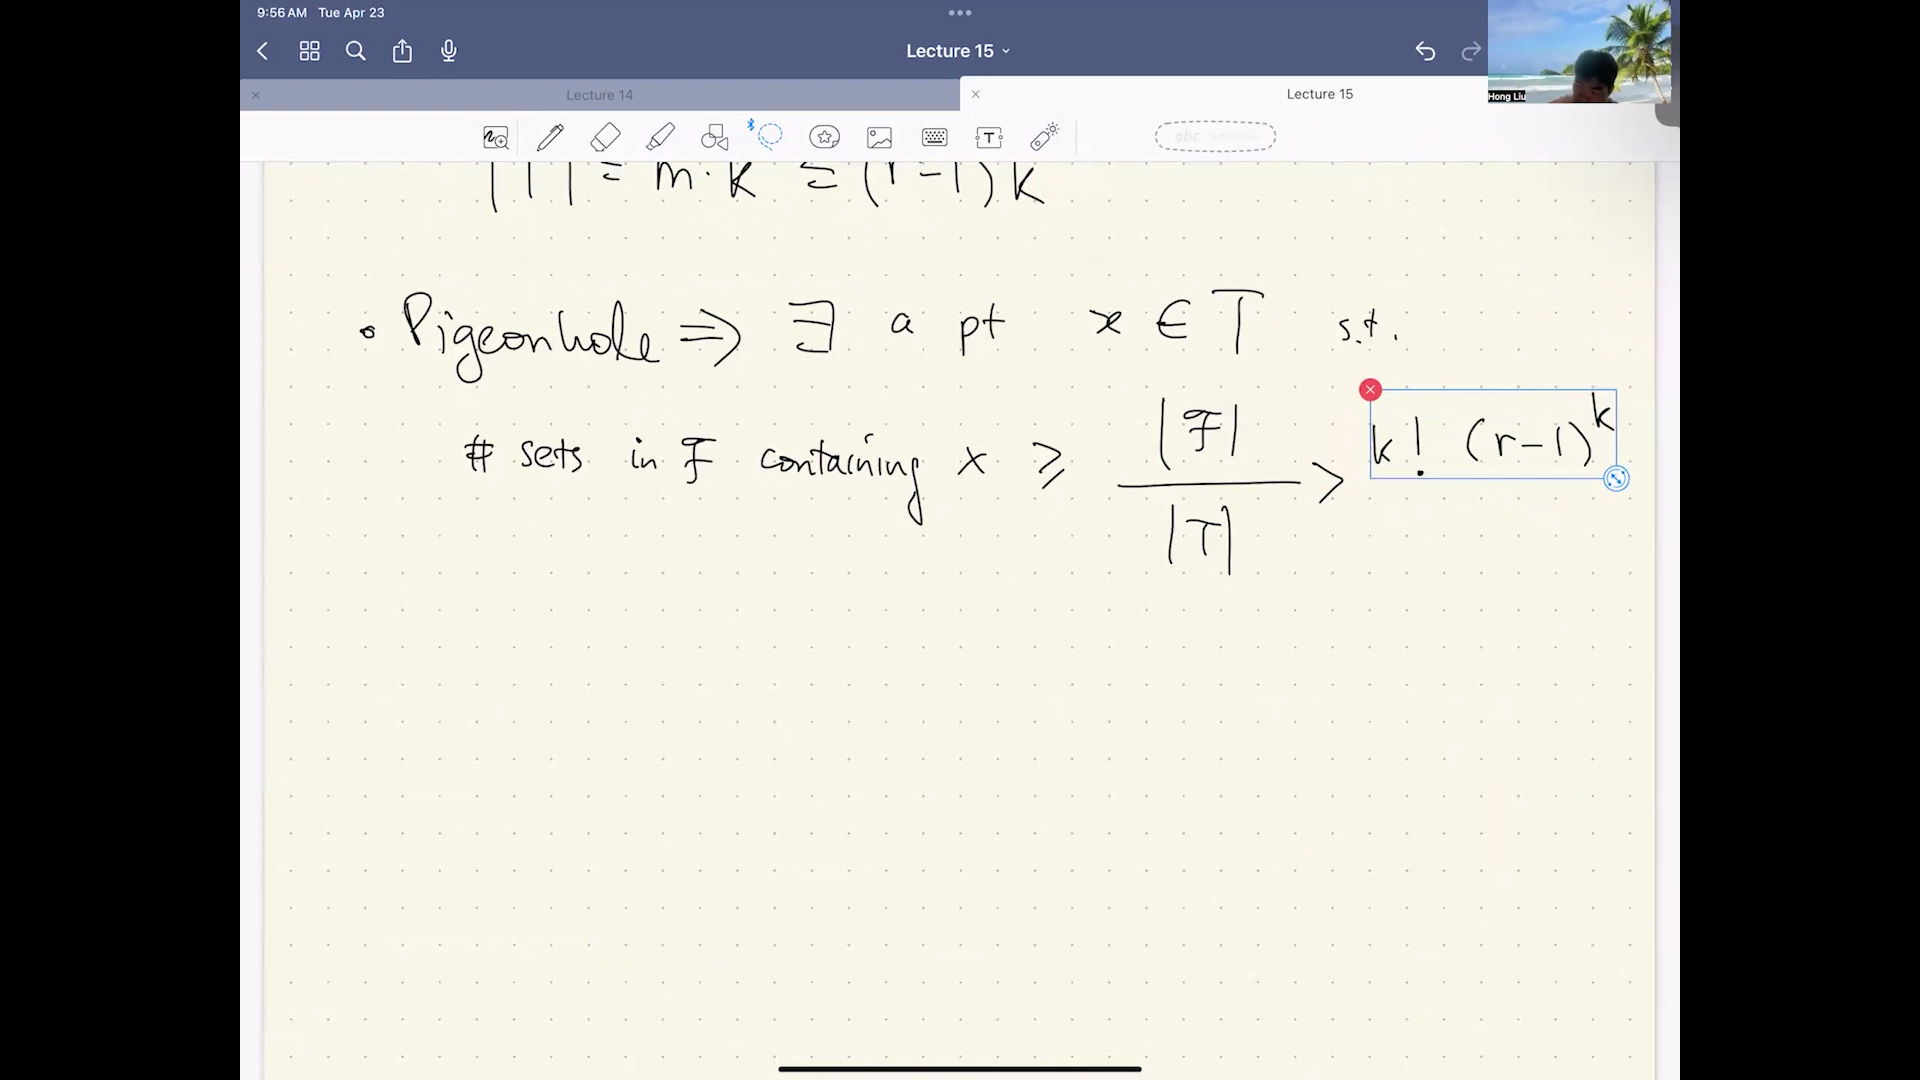 9:56 AM Tue Apr 23
Lecture 15
Lecture 14
Lecture 15
Hong Liu
|T| = m·k ≤ (r-1)k
• Pigeonhole ⇒ ∃ a pt x ∈ T s.t.
# sets in F containing x ≥ |F| / |T| > k! (r-1)^k